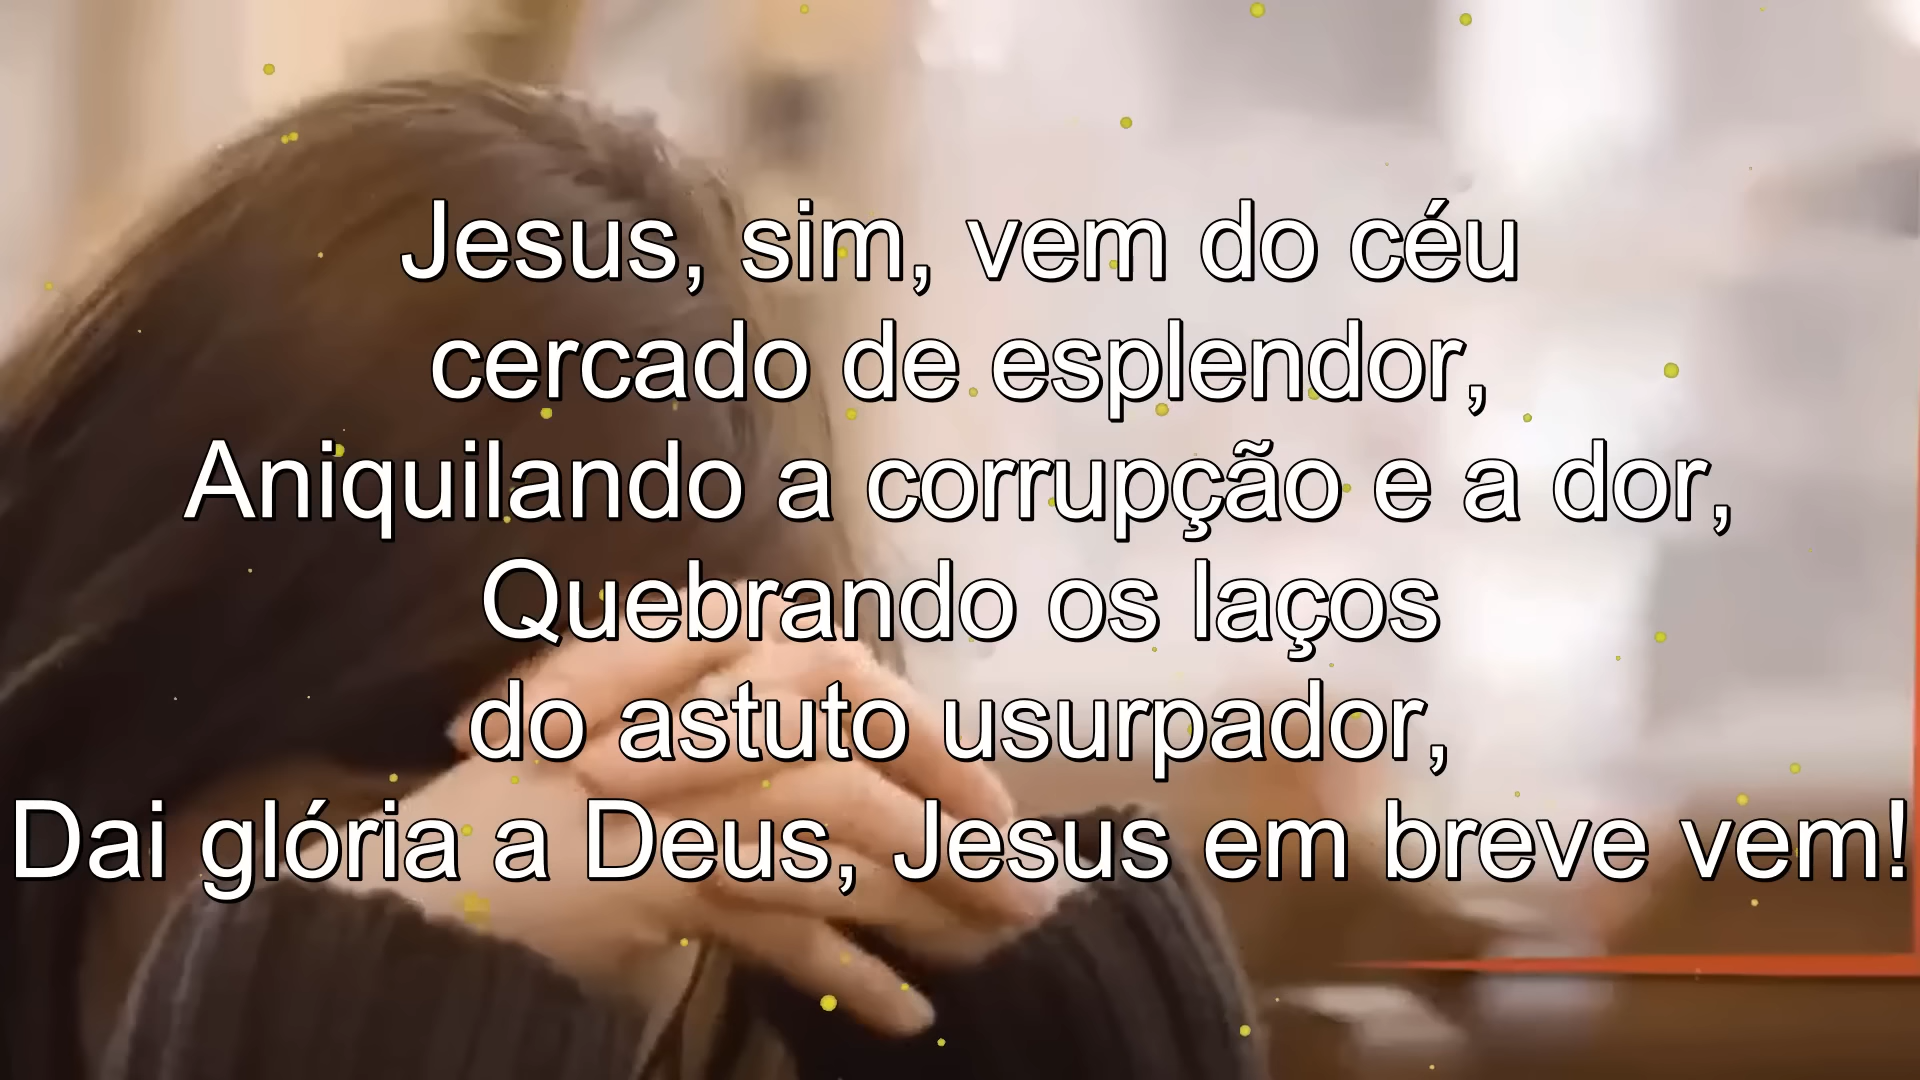 Jesus, sim, vem do céu
cercado de esplendor,
Aniquilando a corrupção e a dor,
Quebrando os laços
do astuto usurpador,
Dai glória a Deus, Jesus em breve vem!